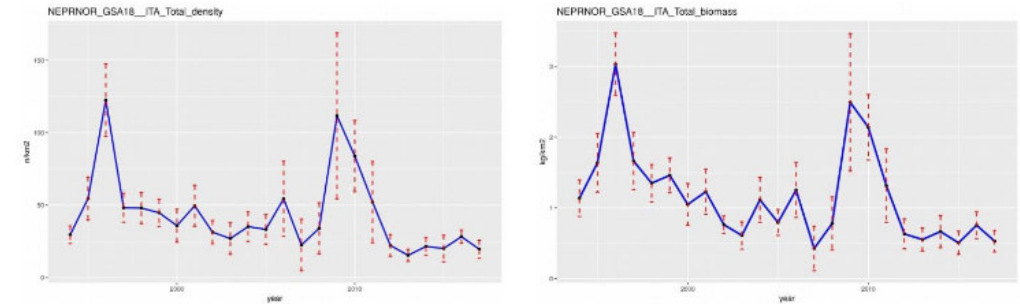 NEPRNOR_GSA18__ITA_Total_density
150
100
50
0
n/km2
2000
2010
year
NEPRNOR_GSA18__ITA_Total_biomass
3
2
1
0
kg/km2
2000
2010
year